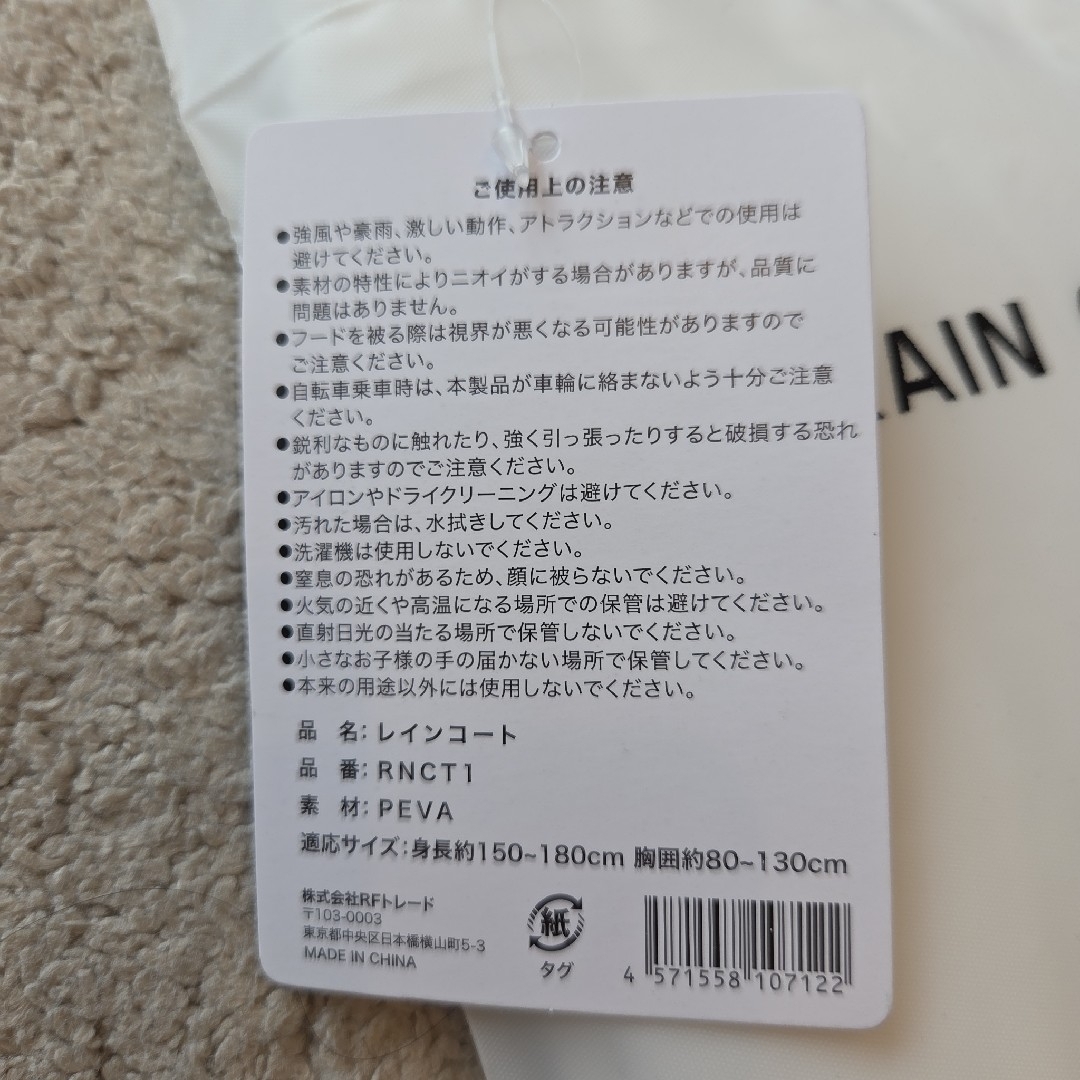 ご使用上の注意
●強風や豪雨、激しい動作、アトラクションなどでの使用は
避けてください。
●素材の特性によりニオイがする場合がありますが、品質に
問題はありません。
●フードを被る際は視界が悪くなる可能性がありますので
ご注意ください。
●自転車乗車時は、本製品が車輪に絡まないよう十分ご注意
ください。
●鋭利なものに触れたり、強く引っ張ったりすると破損する恐れ
がありますのでご注意ください。
●アイロンやドライクリーニングは避けてください。
●汚れた場合は、水拭きしてください。
●洗濯機は使用しないでください。
●窒息の恐れがあるため、顔に被らないでください。
●火気の近くや高温になる場所での保管は避けてください。
●直射日光の当たる場所で保管しないでください。
●小さなお子様の手の届かない場所で保管してください。
●本来の用途以外には使用しないでください。
品 名：レインコート
品 番：RNCT1
素 材：PEVA
適応サイズ：身長約150~180cm 胸囲約80~130cm
株式会社RFトレード
〒103-0003
東京都中央区日本橋横山町5-3
MADE IN CHINA
紙
タグ
4 571558 107122
AIN